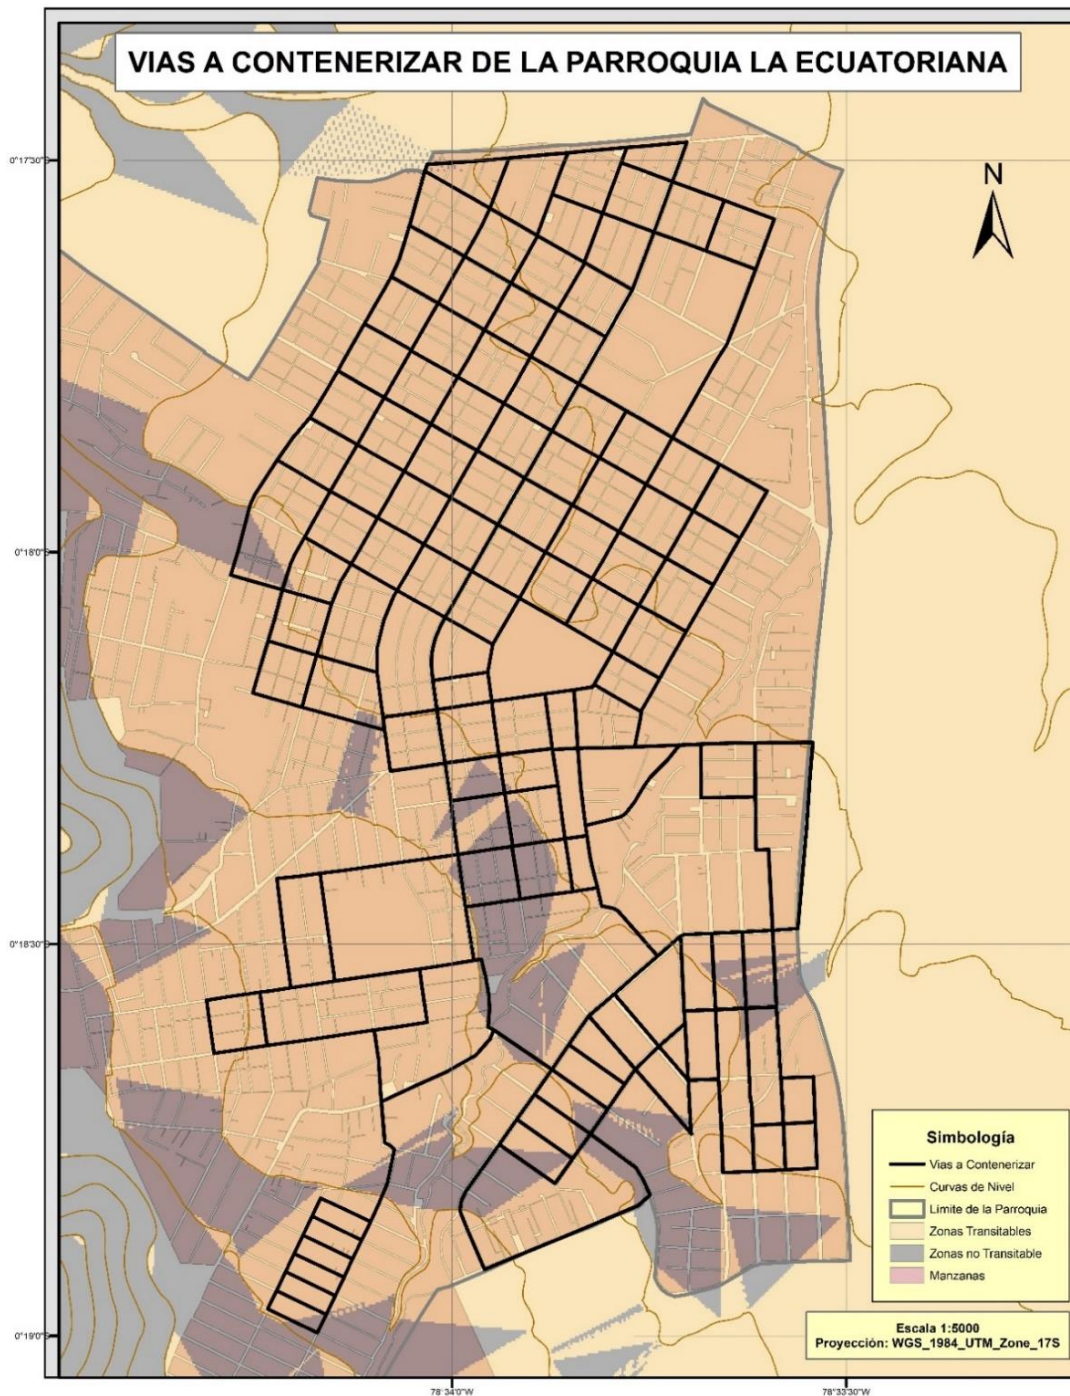 VIAS A CONTENERIZAR DE LA PARROQUIA LA ECUATORIANA
0°17'30"S
N
0°18'0"S
0°18'30"S
Simbología
Vias a Contenerizar
Curvas de Nivel
Límite de la Parroquia
Zonas Transitables
Zonas no Transitable
Manzanas
Escala 1:5000
Proyección: WGS_1984_UTM_Zone_17S
0°19'0"S
78°34'0"W
78°33'30"W